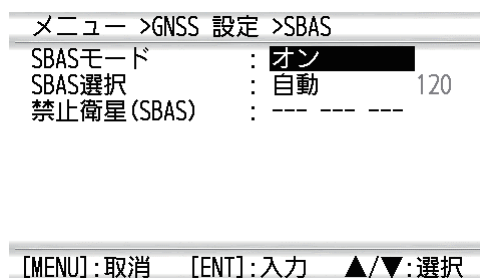 メニュー >GNSS 設定 >SBAS
SBASモード : オン
SBAS選択 : 自動 120
禁止衛星(SBAS) : --- --- ---
[MENU]:取消 [ENT]:入力 ▲/▼:選択